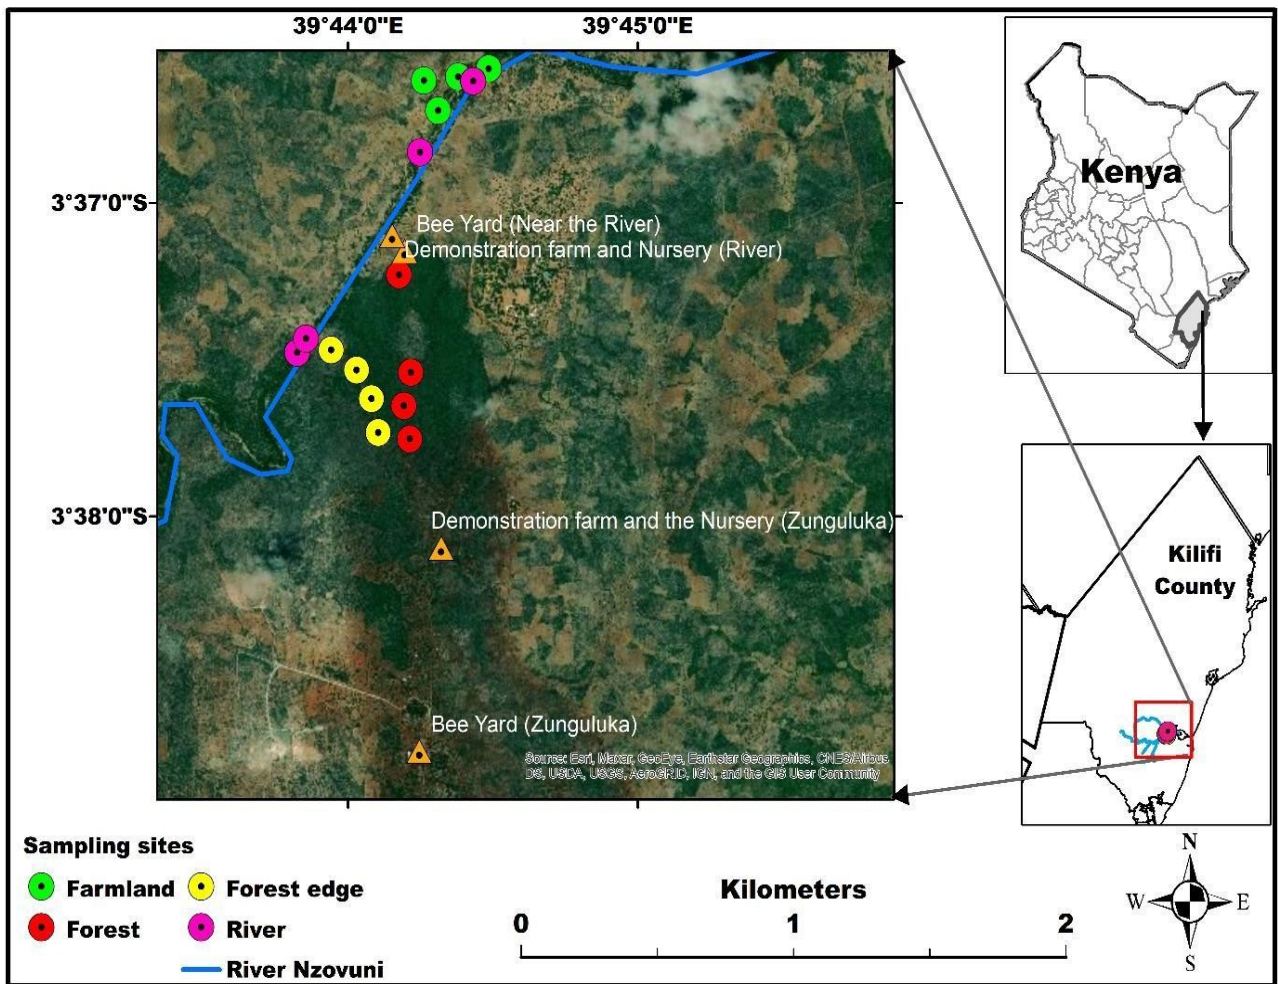 39°44'0"E
39°45'0"E
3°37'0"S
3°38'0"S
Bee Yard (Near the River)
Demonstration farm and Nursery (River)
Demonstration farm and the Nursery (Zunguluka)
Bee Yard (Zunguluka)
Source: Esri, Maxar, GeoEye, Earthstar Geographics, CNES/Airbus
DS, USDA, USGS, AeroGRID, IGN, and the GIS User Community
Kenya
Kilifi
County
Sampling sites
Farmland
Forest edge
Forest
River
River Nzovuni
Kilometers
0 1 2
N
W E
S